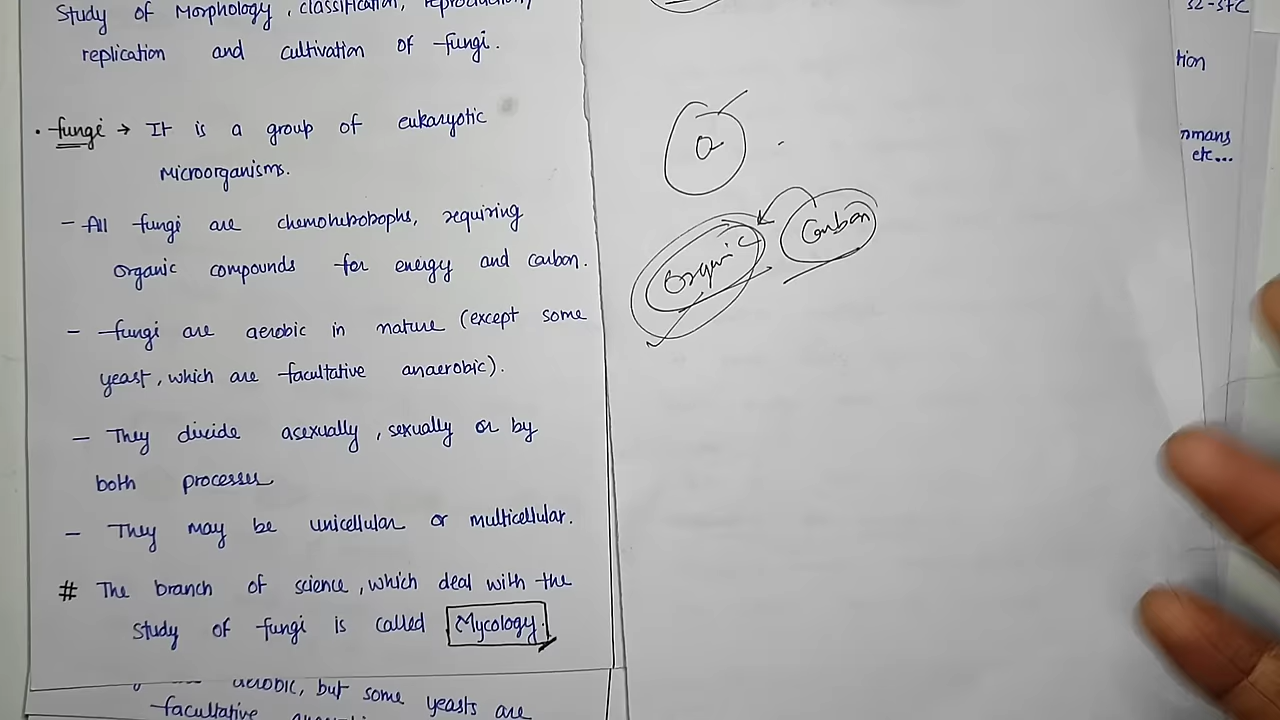 Study of Morphology, classification, reproduction,
replication and cultivation of fungi.
• fungi → It is a group of eukaryotic
Microorganisms.
- All fungi are chemoheterotrophs, requiring
organic compounds for energy and carbon.
- fungi are aerobic in nature (except some
yeast, which are facultative anaerobic).
- They divide asexually, sexually or by
both processes
- They may be unicellular or multicellular.
# The branch of science, which deal with the
study of fungi is called Mycology.
aerobic, but some yeasts are
facultative
Carbon
Organic
32-37C
tion
etc...